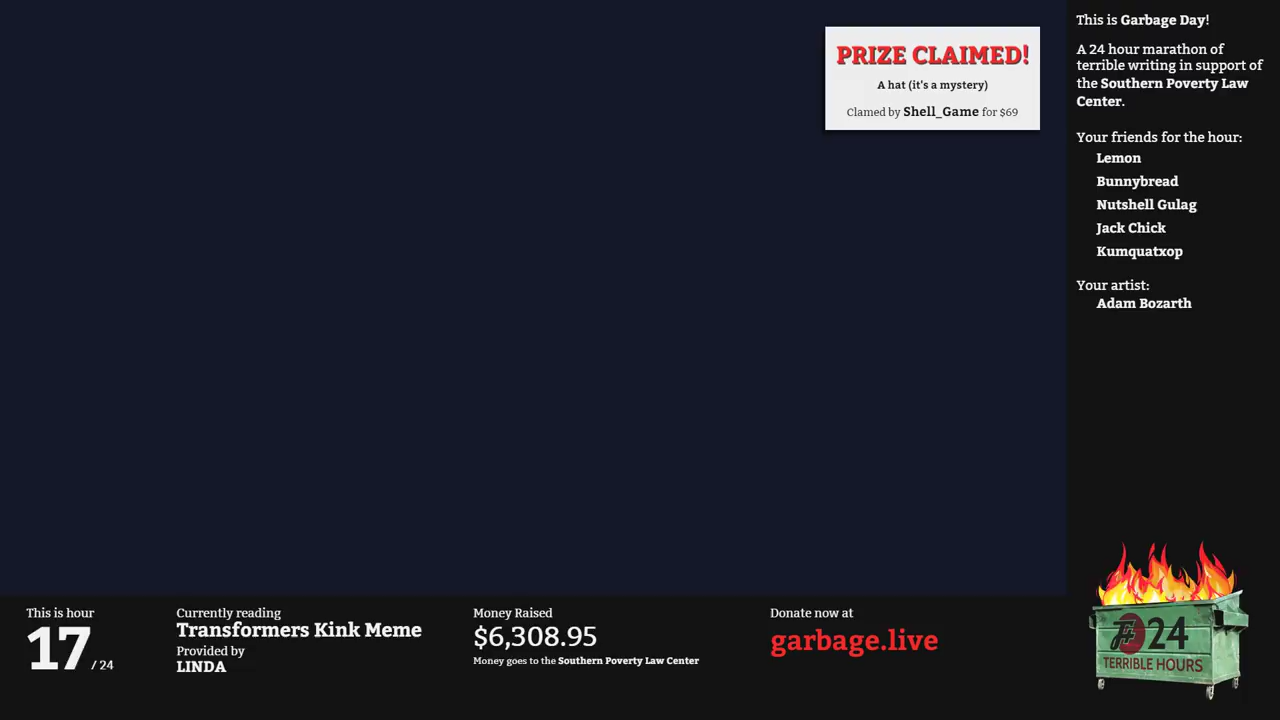 PRIZE CLAIMED!
A hat (it's a mystery)
Clamed by Shell_Game for $69
This is Garbage Day!
A 24 hour marathon of
terrible writing in support of
the Southern Poverty Law
Center.
Your friends for the hour:
Lemon
Bunnybread
Nutshell Gulag
Jack Chick
Kumquatxop
Your artist:
Adam Bozarth
This is hour
17 / 24
Currently reading
Transformers Kink Meme
Provided by
LINDA
Money Raised
$6,308.95
Money goes to the Southern Poverty Law Center
Donate now at
garbage.live
24
TERRIBLE HOURS